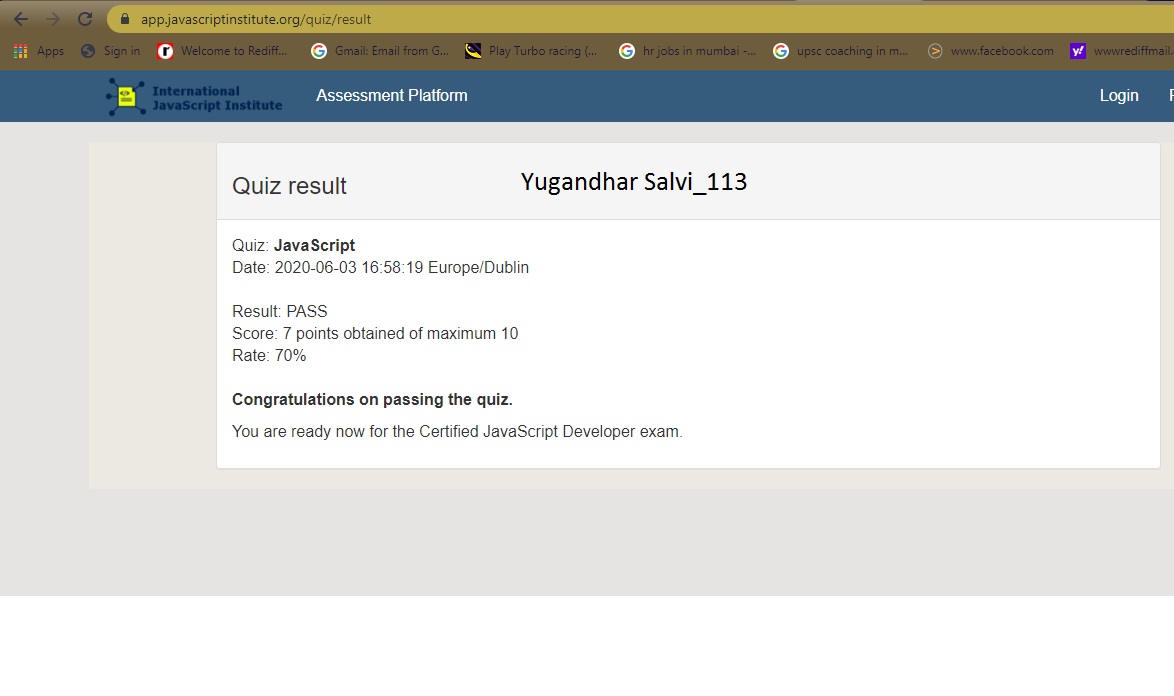 app.javascriptinstitute.org/quiz/result
Apps Sign in Welcome to Rediff... Gmail: Email from G... Play Turbo racing (... hr jobs in mumbai -... upsc coaching in m... www.facebook.com wwwrediffmail.
International
JavaScript Institute
Assessment Platform
Login
Quiz result
Yugandhar Salvi_113
Quiz: JavaScript
Date: 2020-06-03 16:58:19 Europe/Dublin
Result: PASS
Score: 7 points obtained of maximum 10
Rate: 70%
Congratulations on passing the quiz.
You are ready now for the Certified JavaScript Developer exam.